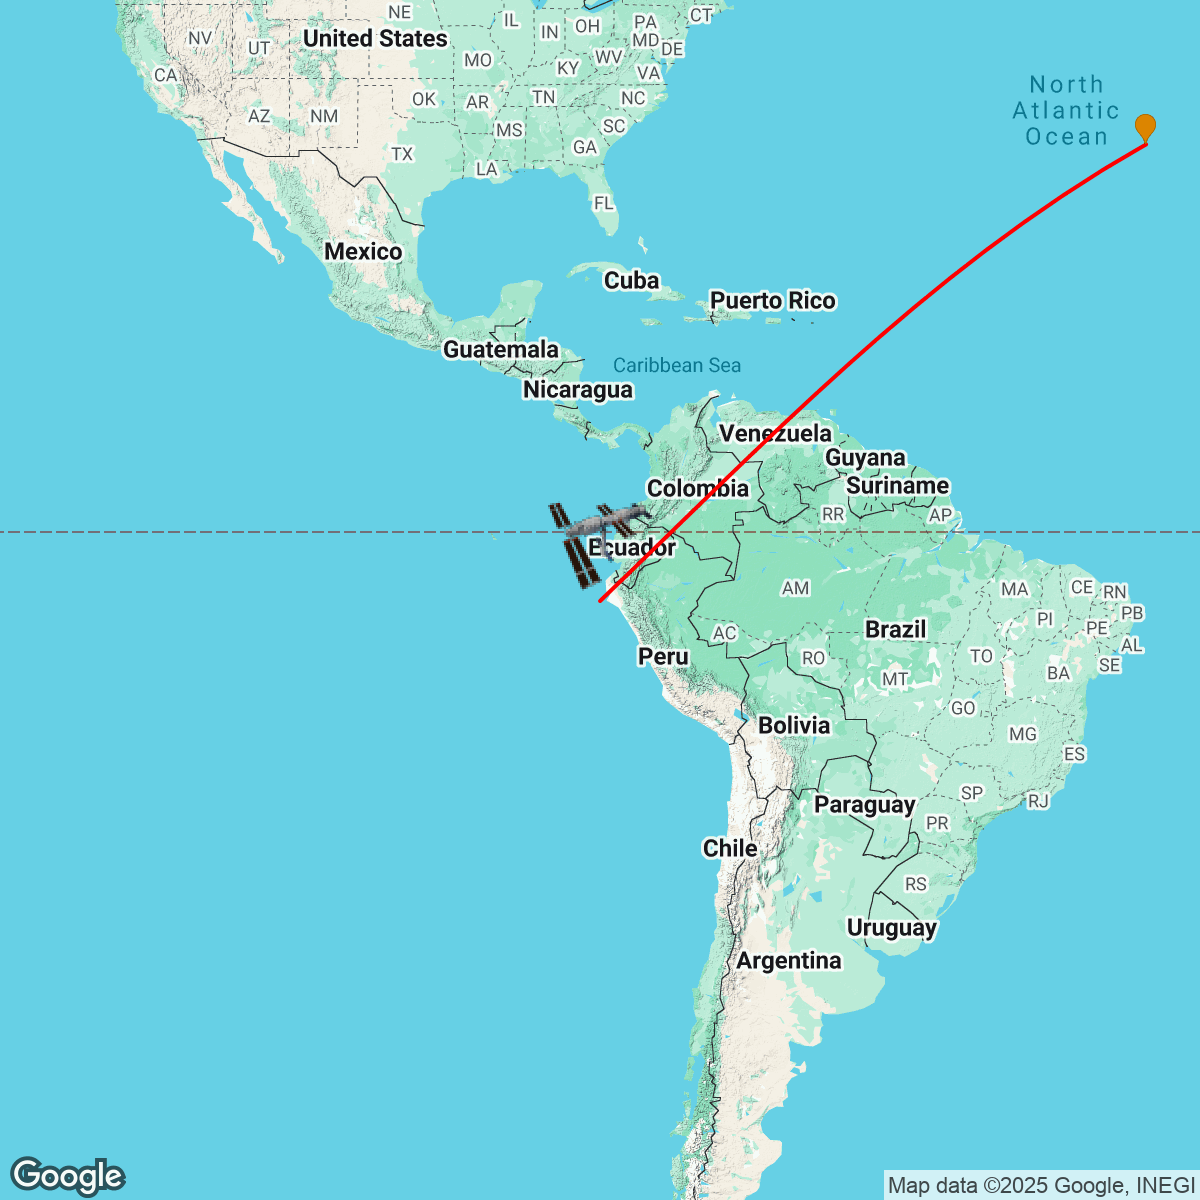 NE
IL
IN
OH
PA
CT
United States
NV
UT
MD
DE
MO
WV
KY
VA
CA
OK
AR
TN
NC
AZ
NM
MS
SC
TX
GA
LA
FL
North
Atlantic
Ocean
Mexico
Cuba
Puerto Rico
Guatemala
Caribbean Sea
Nicaragua
Venezuela
Guyana
Colombia
Suriname
RR
AP
Ecuador
AM
MA
CE
RN
PB
PI
PE
AL
AC
Brazil
Peru
RO
TO
SE
MT
BA
GO
Bolivia
MG
ES
SP
RJ
Paraguay
PR
Chile
RS
Uruguay
Argentina
Google
Map data ©2025 Google, INEGI